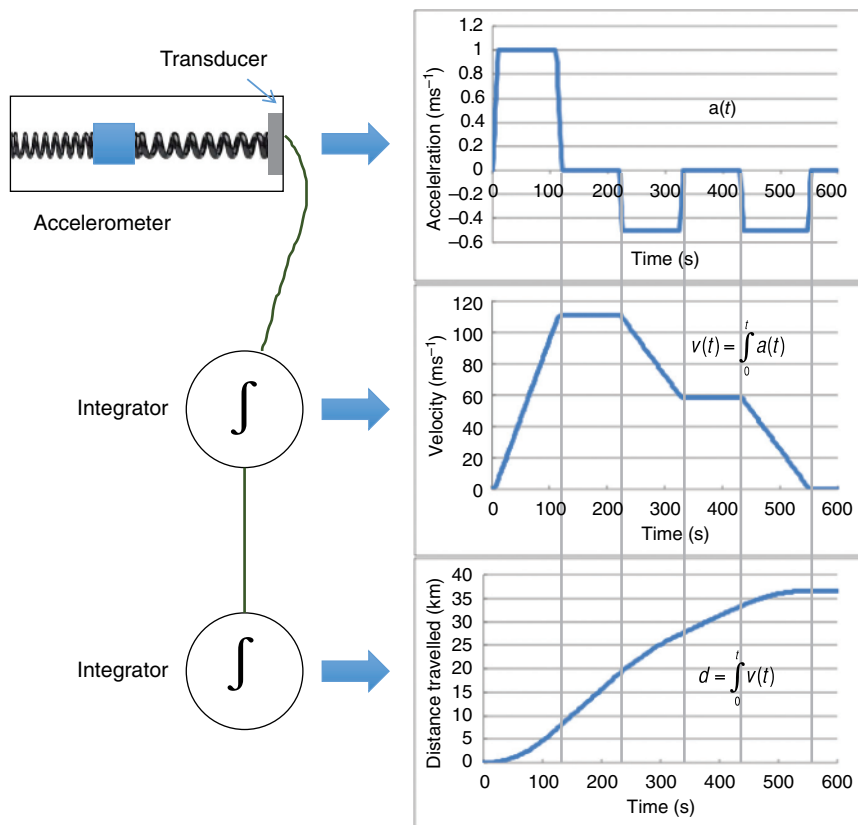 Transducer
Accelerometer
1.2
1
0.8
0.6
0.4
0.2
0
−0.2
−0.4
−0.6
Accelelration (ms⁻¹)
a(t)
0 100 200 300 400 500 600
Time (s)
Integrator
∫
120
100
80
60
40
20
0
Velocity (ms⁻¹)
v(t) = ∫₀ᵗ a(t)
0 100 200 300 400 500 600
Time (s)
Integrator
∫
40
35
30
25
20
15
10
5
0
Distance travelled (km)
d = ∫₀ᵗ v(t)
0 100 200 300 400 500 600
Time (s)